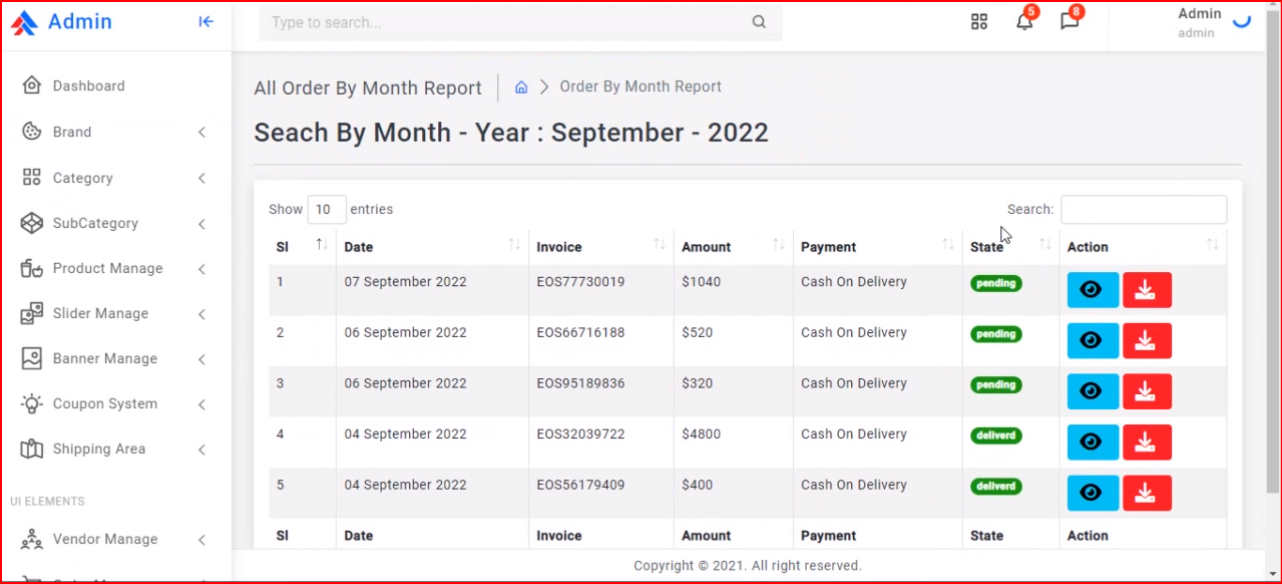 Admin
Type to search...
5
8
Admin
admin
Dashboard
Brand
Category
SubCategory
Product Manage
Slider Manage
Banner Manage
Coupon System
Shipping Area
UI ELEMENTS
Vendor Manage
All Order By Month Report
Order By Month Report
Seach By Month - Year : September - 2022
Show 10 entries
Search:
Sl Date Invoice Amount Payment State Action
1 07 September 2022 EOS77730019 $1040 Cash On Delivery pending
2 06 September 2022 EOS66716188 $520 Cash On Delivery pending
3 06 September 2022 EOS95189836 $320 Cash On Delivery pending
4 04 September 2022 EOS32039722 $4800 Cash On Delivery deliverd
5 04 September 2022 EOS56179409 $400 Cash On Delivery deliverd
Sl Date Invoice Amount Payment State Action
Copyright © 2021. All right reserved.